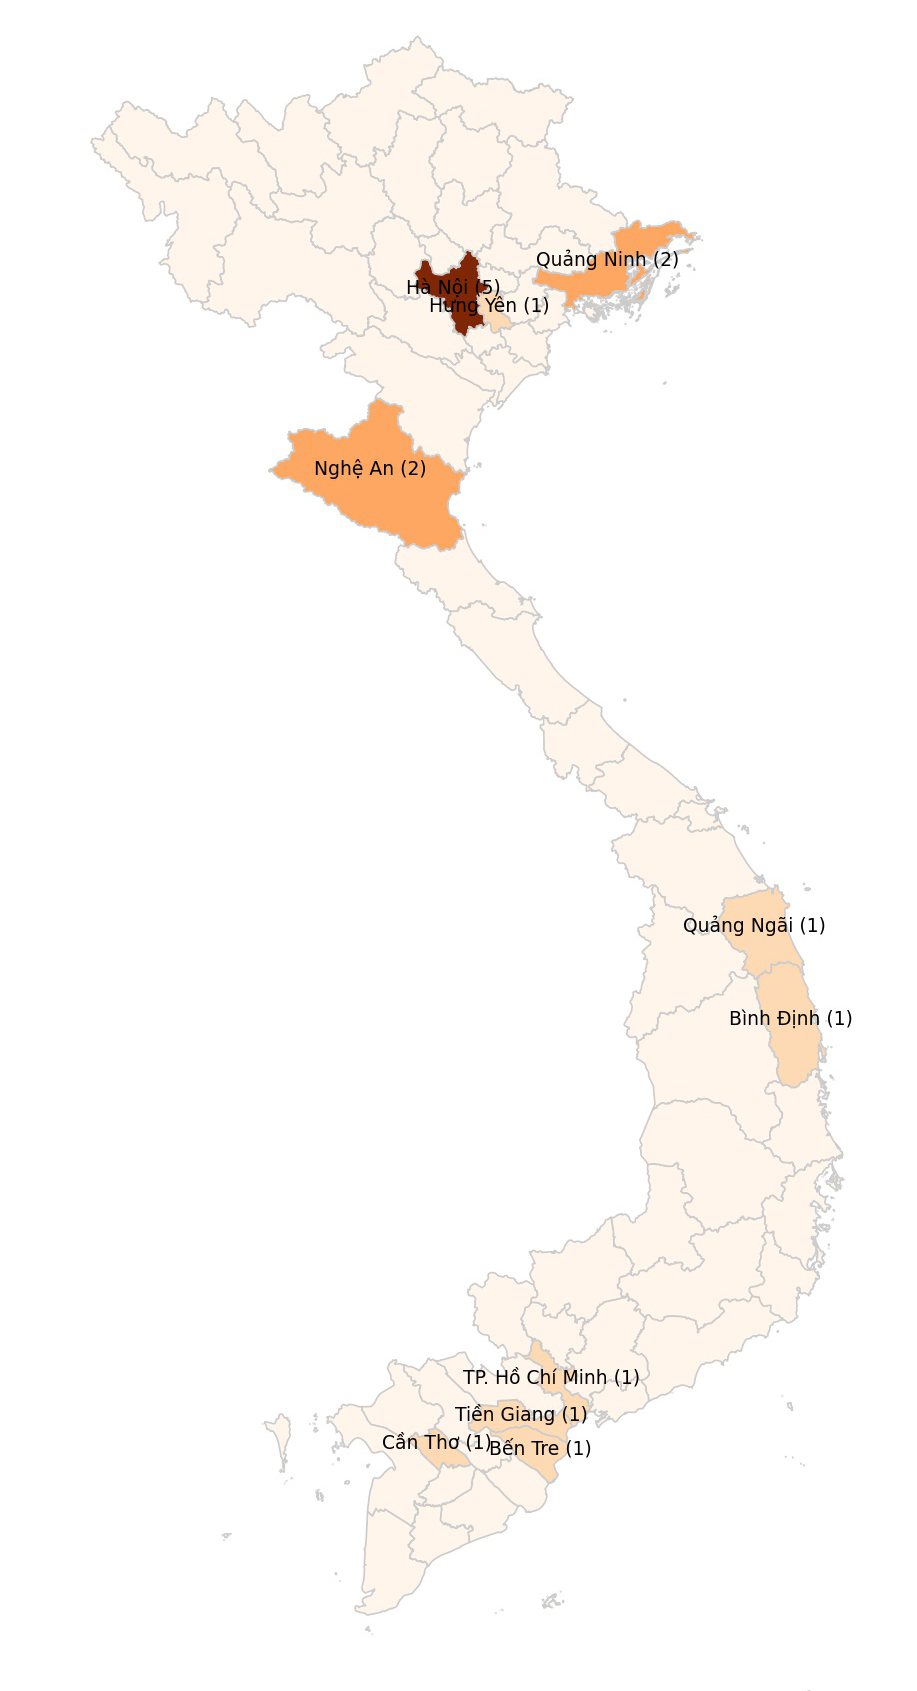 Quảng Ninh (2)
Hà Nội (5)
Hưng Yên (1)
Nghệ An (2)
Quảng Ngãi (1)
Bình Định (1)
TP. Hồ Chí Minh (1)
Tiền Giang (1)
Cần Thơ (1)
Bến Tre (1)